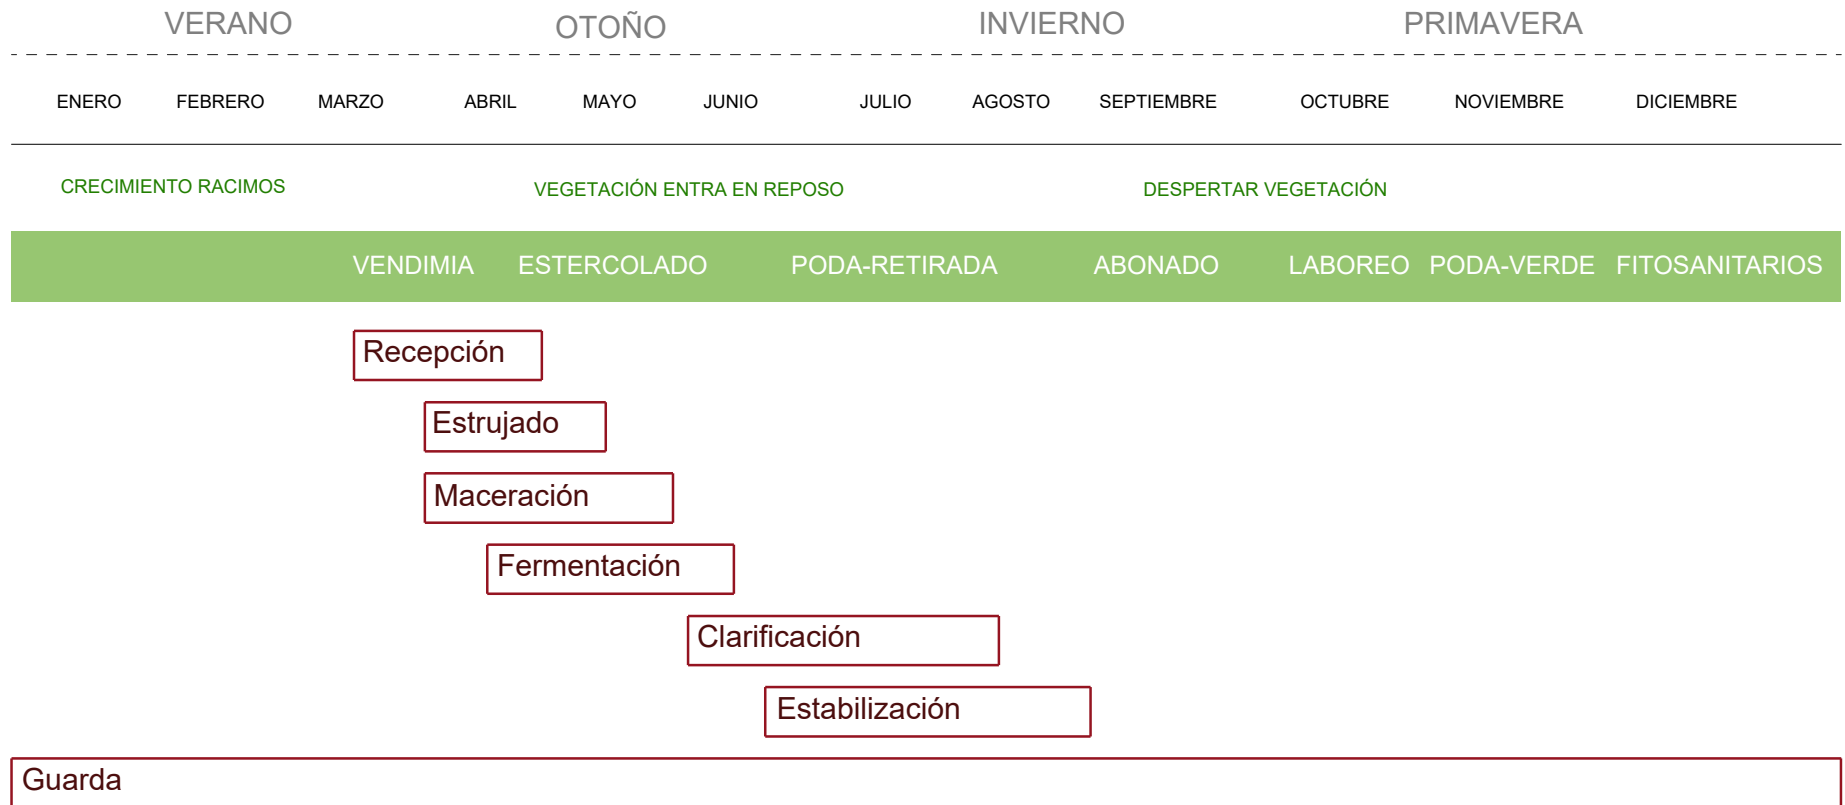 VERANO OTOÑO INVIERNO PRIMAVERA
ENERO FEBRERO MARZO ABRIL MAYO JUNIO JULIO AGOSTO SEPTIEMBRE OCTUBRE NOVIEMBRE DICIEMBRE
CRECIMIENTO RACIMOS VEGETACIÓN ENTRA EN REPOSO DESPERTAR VEGETACIÓN
VENDIMIA ESTERCOLADO PODA-RETIRADA ABONADO LABOREO PODA-VERDE FITOSANITARIOS
Recepción
Estrujado
Maceración
Fermentación
Clarificación
Estabilización
Guarda